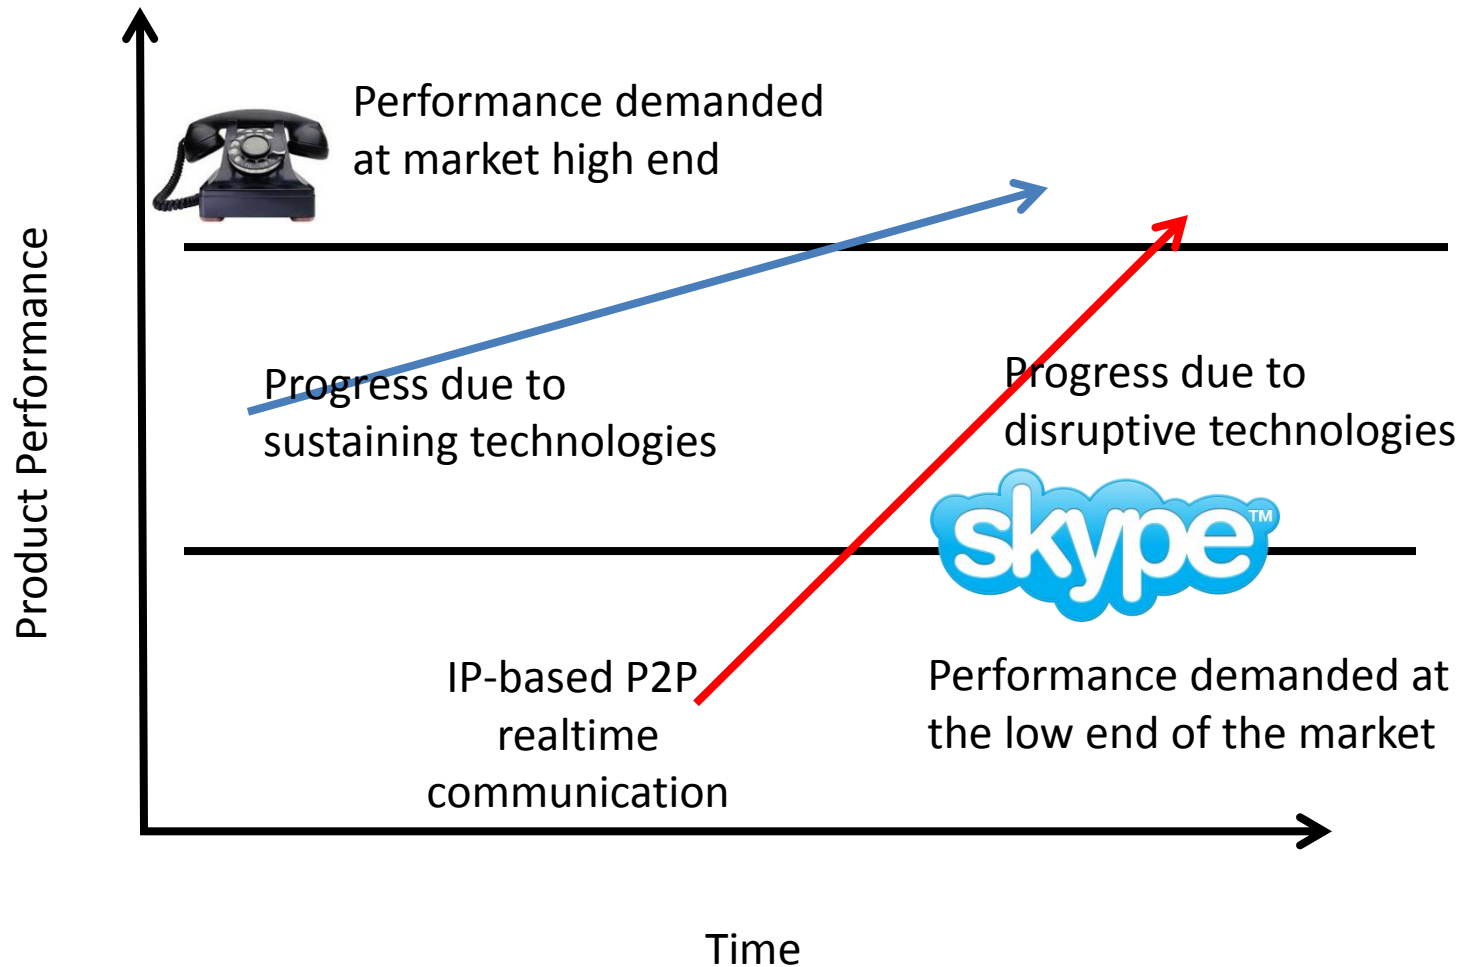 Performance demanded
at market high end
Product Performance
Progress due to
sustaining technologies
Progress due to
disruptive technologies
skype™
IP-based P2P
realtime
communication
Performance demanded at
the low end of the market
Time